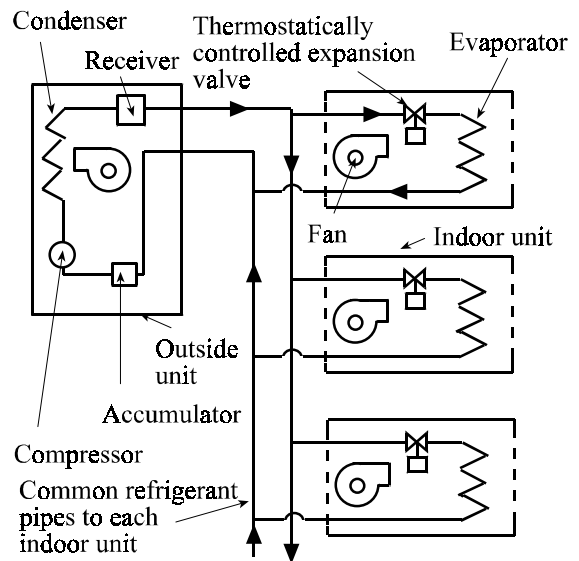 Condenser
Receiver
Thermostatically
controlled expansion
valve
Evaporator
Fan
Indoor unit
Outside
unit
Accumulator
Compressor
Common refrigerant
pipes to each
indoor unit